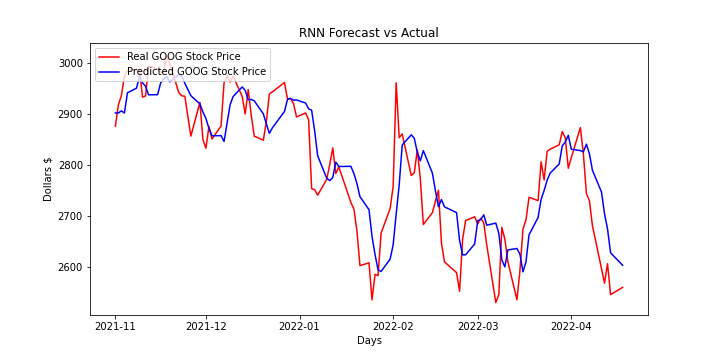 RNN Forecast vs Actual
Real GOOG Stock Price
Predicted GOOG Stock Price
3000
2900
2800
2700
2600
Dollars $
2021-11
2021-12
2022-01
2022-02
2022-03
2022-04
Days